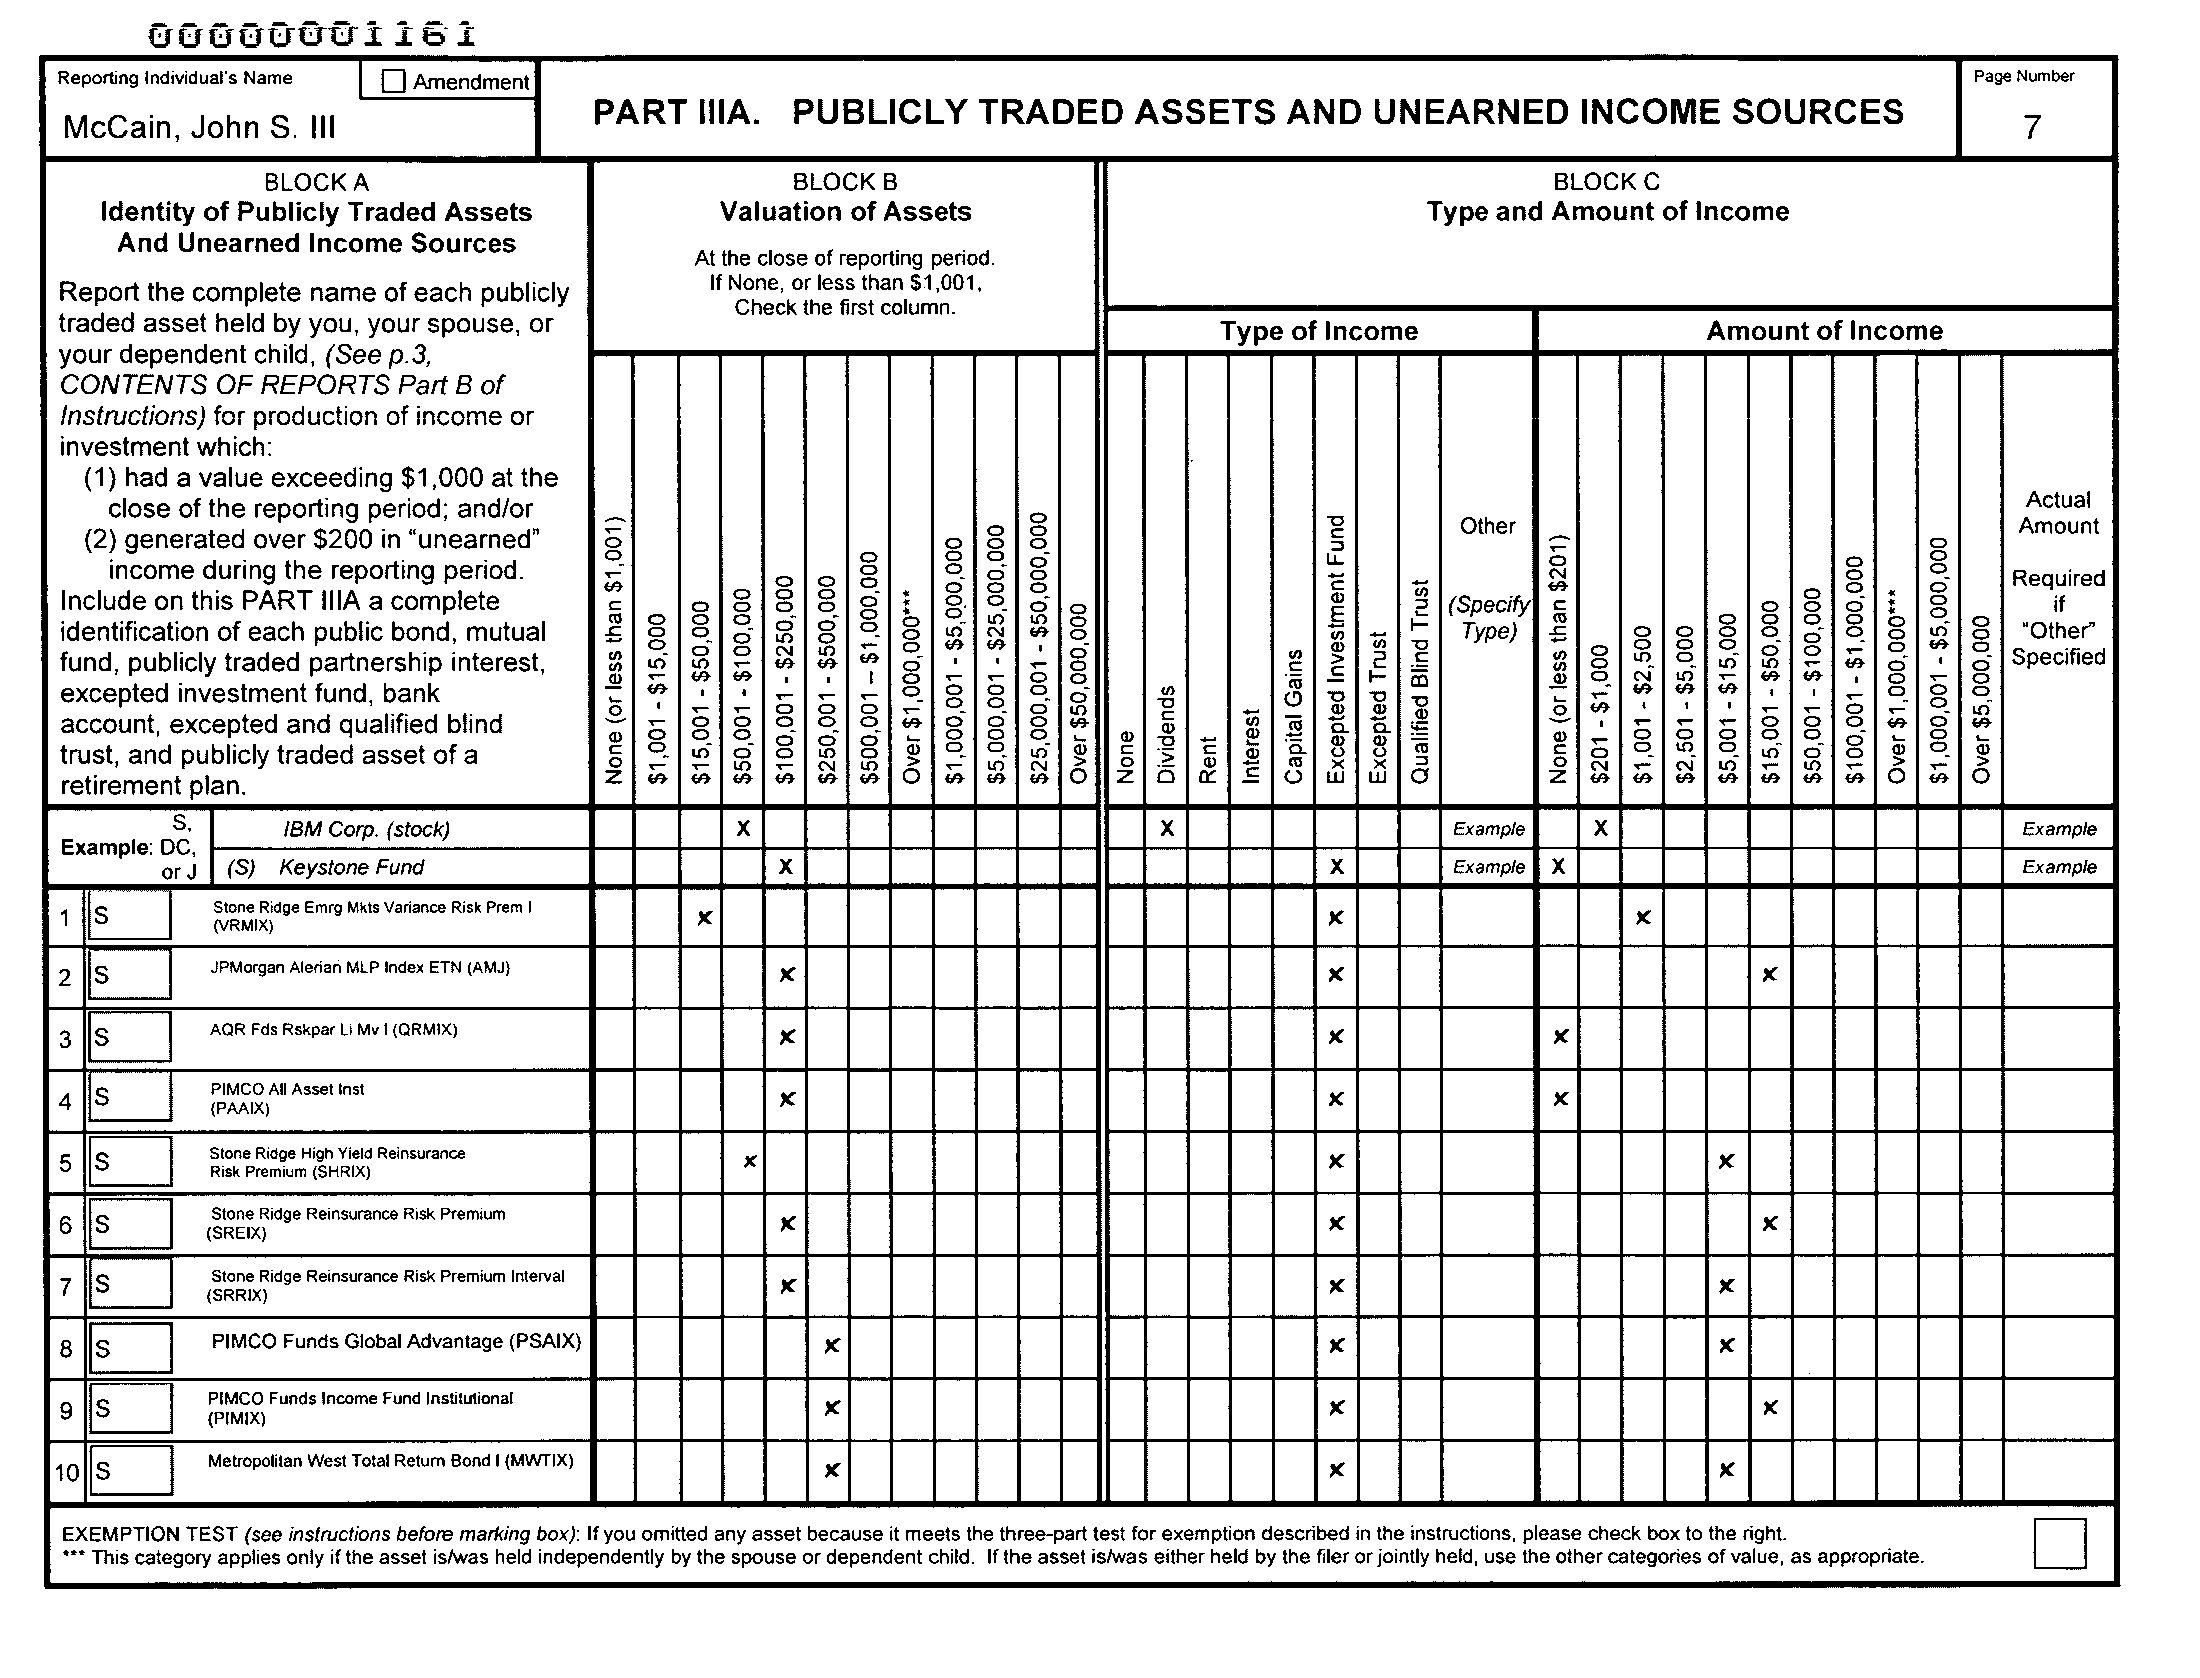 00000001161
Reporting Individual's Name
Amendment
McCain, John S. III
PART IIIA. PUBLICLY TRADED ASSETS AND UNEARNED INCOME SOURCES
Page Number
7
BLOCK A
Identity of Publicly Traded Assets
And Unearned Income Sources
Report the complete name of each publicly
traded asset held by you, your spouse, or
your dependent child, (See p.3,
CONTENTS OF REPORTS Part B of
Instructions) for production of income or
investment which:
(1) had a value exceeding $1,000 at the
close of the reporting period; and/or
(2) generated over $200 in “unearned”
income during the reporting period.
Include on this PART IIIA a complete
identification of each public bond, mutual
fund, publicly traded partnership interest,
excepted investment fund, bank
account, excepted and qualified blind
trust, and publicly traded asset of a
retirement plan.
BLOCK B
Valuation of Assets
At the close of reporting period.
If None, or less than $1,001,
Check the first column.
None (or less than $1,001)
$1,001 - $15,000
$15,001 - $50,000
$50,001 - $100,000
$100,001 - $250,000
$250,001 - $500,000
$500,001 – $1,000,000
Over $1,000,000***
$1,000,001 - $5,000,000
$5,000,001 - $25,000,000
$25,000,001 - $50,000,000
Over $50,000,000
BLOCK C
Type and Amount of Income
Type of Income
None
Dividends
Rent
Interest
Capital Gains
Excepted Investment Fund
Excepted Trust
Qualified Blind Trust
Other
(Specify
Type)
Amount of Income
None (or less than $201)
$201 - $1,000
$1,001 - $2,500
$2,501 - $5,000
$5,001 - $15,000
$15,001 - $50,000
$50,001 - $100,000
$100,001 - $1,000,000
Over $1,000,000***
$1,000,001 - $5,000,000
Over $5,000,000
Actual
Amount
Required
if
“Other”
Specified
Example: S,
DC,
or J
IBM Corp. (stock) X X Example X Example
(S) Keystone Fund X X Example X Example
1 S Stone Ridge Emrg Mkts Variance Risk Prem I
(VRMIX) x x x
2 S JPMorgan Alerian MLP Index ETN (AMJ) x x x
3 S AQR Fds Rskpar Li Mv I (QRMIX) x x x
4 S PIMCO All Asset Inst
(PAAIX) x x x
5 S Stone Ridge High Yield Reinsurance
Risk Premium (SHRIX) x x x
6 S Stone Ridge Reinsurance Risk Premium
(SREIX) x x x
7 S Stone Ridge Reinsurance Risk Premium Interval
(SRRIX) x x x
8 S PIMCO Funds Global Advantage (PSAIX) x x x
9 S PIMCO Funds Income Fund Institutional
(PIMIX) x x x
10 S Metropolitan West Total Return Bond I (MWTIX) x x x
EXEMPTION TEST (see instructions before marking box): If you omitted any asset because it meets the three-part test for exemption described in the instructions, please check box to the right.
*** This category applies only if the asset is/was held independently by the spouse or dependent child. If the asset is/was either held by the filer or jointly held, use the other categories of value, as appropriate.